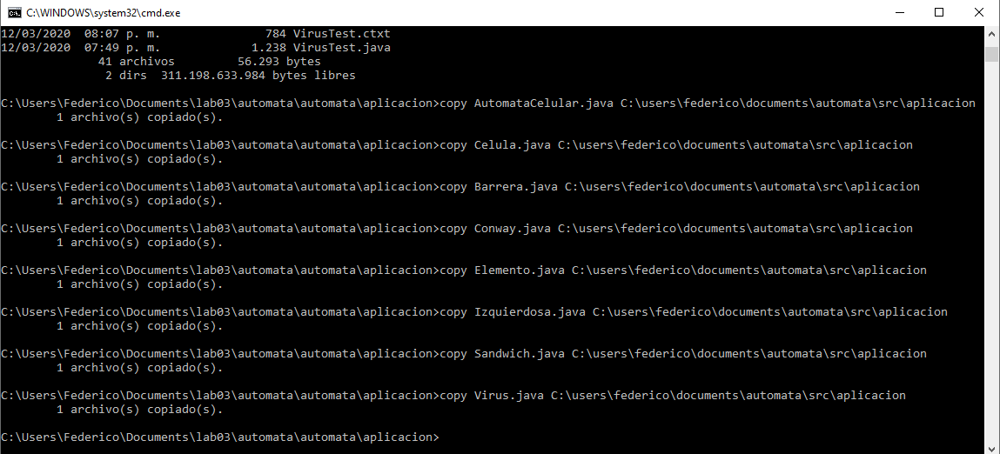 C:\WINDOWS\system32\cmd.exe
12/03/2020  08:07 p. m.               784 VirusTest.ctxt
12/03/2020  07:49 p. m.             1.238 VirusTest.java
              41 archivos         56.293 bytes
               2 dirs  311.198.633.984 bytes libres
C:\Users\Federico\Documents\lab03\automata\automata\aplicacion>copy AutomataCelular.java C:\users\federico\documents\automata\src\aplicacion
        1 archivo(s) copiado(s).
C:\Users\Federico\Documents\lab03\automata\automata\aplicacion>copy Celula.java C:\users\federico\documents\automata\src\aplicacion
        1 archivo(s) copiado(s).
C:\Users\Federico\Documents\lab03\automata\automata\aplicacion>copy Barrera.java C:\users\federico\documents\automata\src\aplicacion
        1 archivo(s) copiado(s).
C:\Users\Federico\Documents\lab03\automata\automata\aplicacion>copy Conway.java C:\users\federico\documents\automata\src\aplicacion
        1 archivo(s) copiado(s).
C:\Users\Federico\Documents\lab03\automata\automata\aplicacion>copy Elemento.java C:\users\federico\documents\automata\src\aplicacion
        1 archivo(s) copiado(s).
C:\Users\Federico\Documents\lab03\automata\automata\aplicacion>copy Izquierdosa.java C:\users\federico\documents\automata\src\aplicacion
        1 archivo(s) copiado(s).
C:\Users\Federico\Documents\lab03\automata\automata\aplicacion>copy Sandwich.java C:\users\federico\documents\automata\src\aplicacion
        1 archivo(s) copiado(s).
C:\Users\Federico\Documents\lab03\automata\automata\aplicacion>copy Virus.java C:\users\federico\documents\automata\src\aplicacion
        1 archivo(s) copiado(s).
C:\Users\Federico\Documents\lab03\automata\automata\aplicacion>